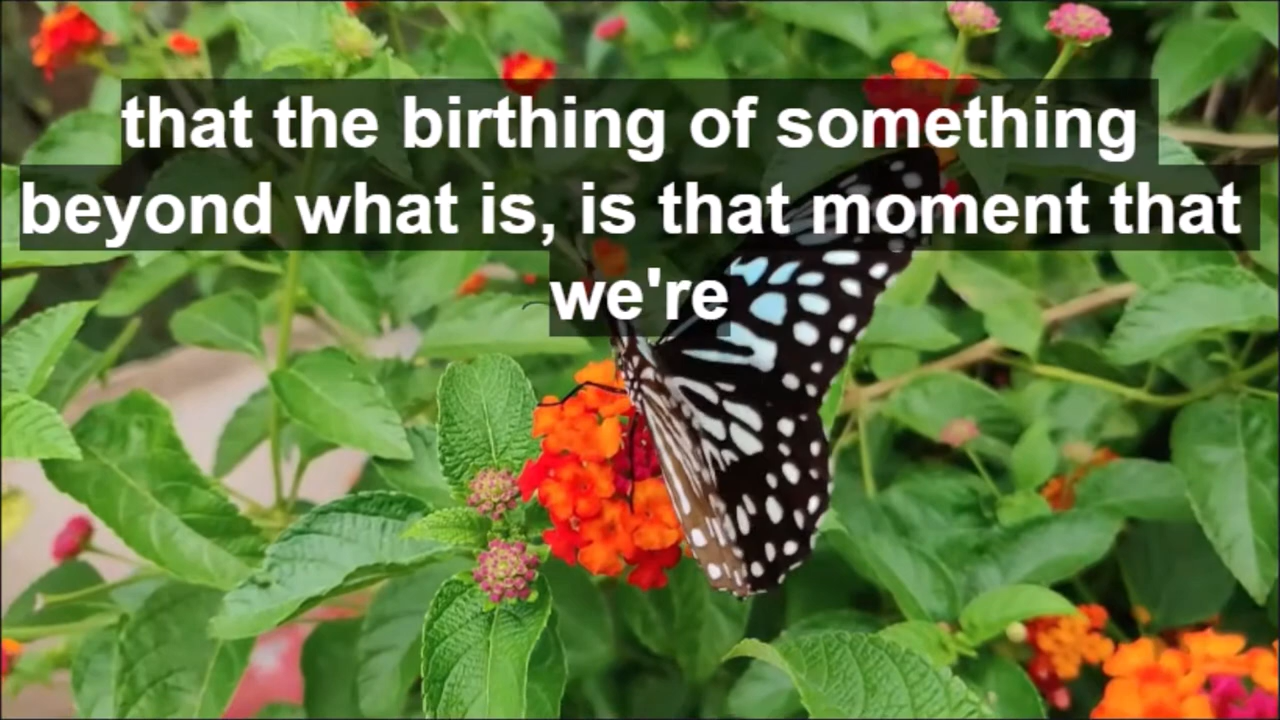 that the birthing of something
beyond what is, is that moment that
we're